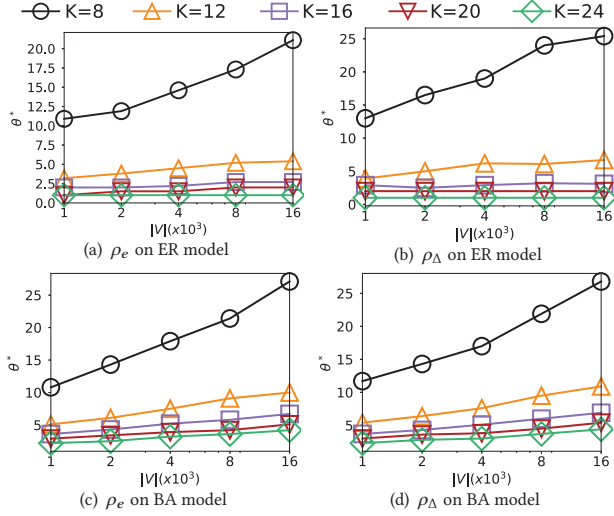 K=8 K=12 K=16 K=20 K=24
20.0
17.5
15.0
12.5
10.0
7.5
5.0
2.5
0.0
θ*
1 2 4 8 16
|V|(x10³)
(a) ρₑ on ER model
25
20
15
10
5
0
θ*
1 2 4 8 16
|V|(x10³)
(b) ρ_Δ on ER model
25
20
15
10
5
θ*
1 2 4 8 16
|V|(x10³)
(c) ρₑ on BA model
25
20
15
10
5
θ*
1 2 4 8 16
|V|(x10³)
(d) ρ_Δ on BA model